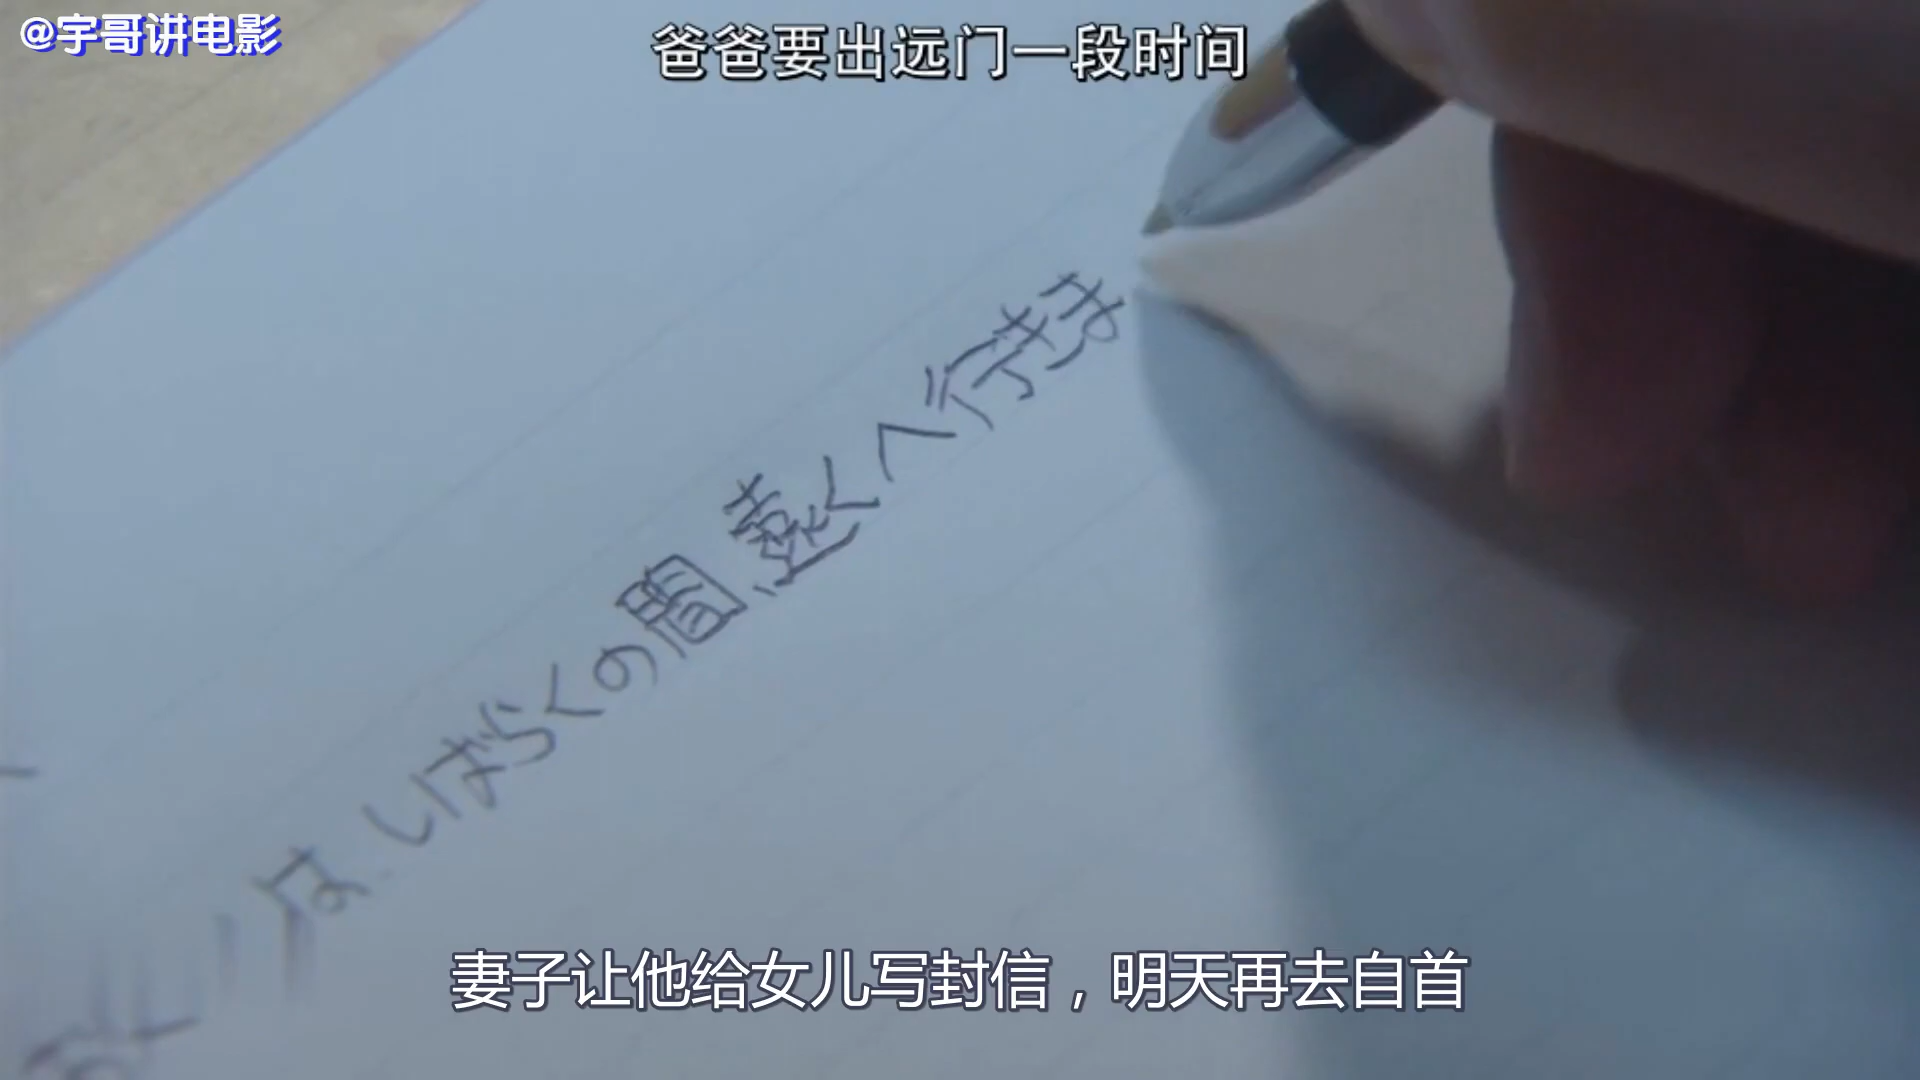 @宇哥讲电影
爸爸要出远门一段时间
は、しばらくの間、遠くへ行きま
妻子让他给女儿写封信，明天再去自首